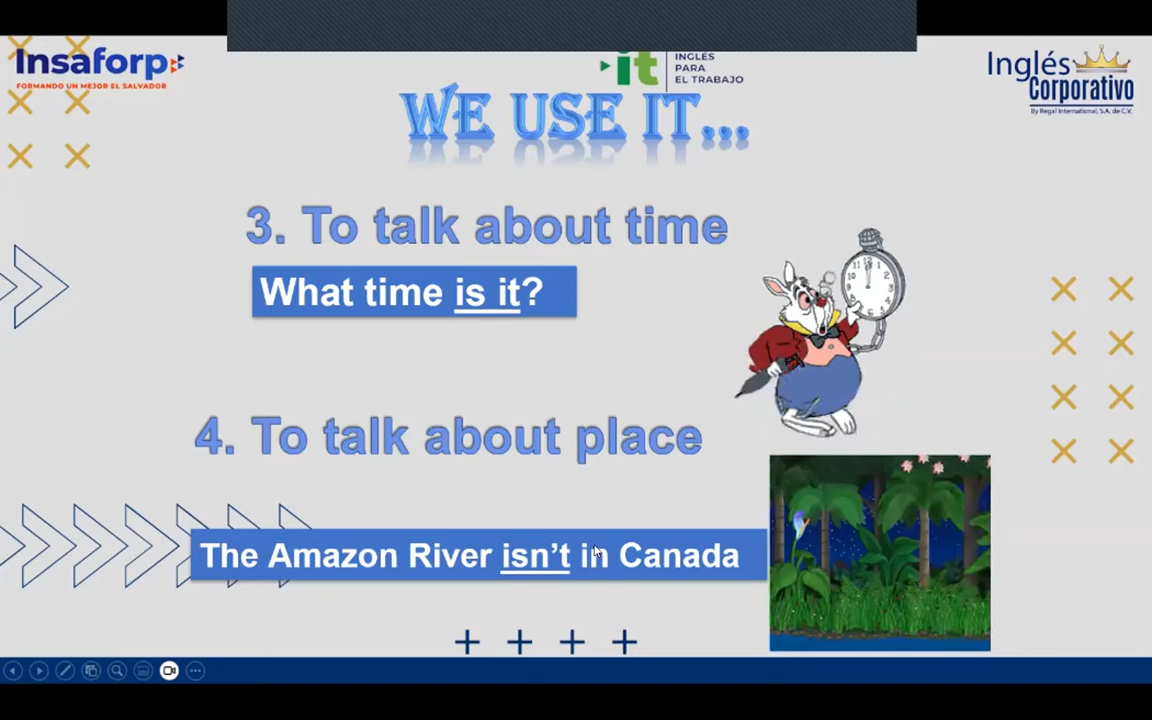 Insaforp
FORMANDO UN MEJOR EL SALVADOR
it
INGLÉS
PARA
EL TRABAJO
Inglés
Corporativo
By Regal International, S.A. de C.V.
WE USE IT...
3. To talk about time
What time is it?
4. To talk about place
The Amazon River isn't in Canada